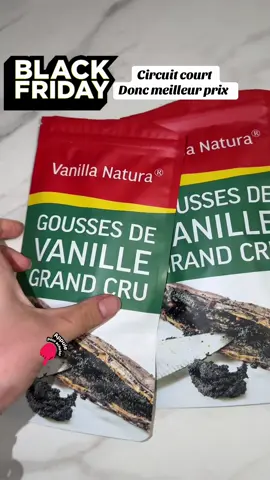 BLACK
FRIDAY
Circuit court
Donc meilleur prix
Vanilla Natura®
GOUSSES DE
VANILLE
GRAND CRU
Vanilla Natura®
GOUSSES DE
VANILLE
GRAND CRU